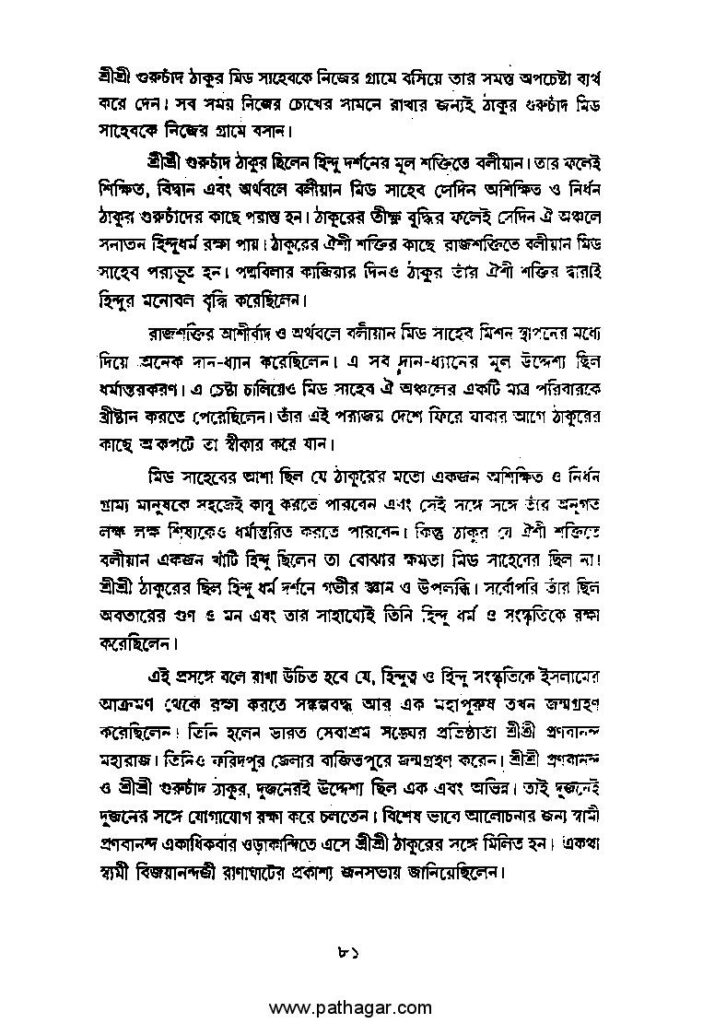 শ্রীশ্রী গুরুচাঁদ ঠাকুর মিড সাহেবকে নিজের গ্রামে বসিয়ে তার সমস্ত অপচেষ্টা ব্যর্থ
করে দেন। সব সময় নিজের চোখের সামনে রাখার জন্যই ঠাকুর গুরুচাঁদ মিড
সাহেবকে নিজের গ্রামে বসান।
শ্রীশ্রী গুরুচাঁদ ঠাকুর ছিলেন হিন্দু দর্শনের মূল শক্তিতে বলীয়ান। তার ফলেই
শিক্ষিত, বিদ্বান এবং অর্থবলে বলীয়ান মিড সাহেব সেদিন অশিক্ষিত ও নির্ধন
ঠাকুর গুরুচাঁদের কাছে পরাস্ত হন। ঠাকুরের তীক্ষ্ণ বুদ্ধির ফলেই সেদিন ঐ অঞ্চলে
সনাতন হিন্দুধর্ম রক্ষা পায়। ঠাকুরের ঐশী শক্তির কাছে রাজশক্তিতে বলীয়ান মিড
সাহেব পরাভূত হন। পদ্মবিলার কাজিয়ার দিনও ঠাকুর তাঁর ঐশী শক্তির দ্বারাই
হিন্দুর মনোবল বৃদ্ধি করেছিলেন।
রাজশক্তির আশীর্বাদ ও অর্থবলে বলীয়ান মিড সাহেব মিশন স্থাপনের মধ্যে
দিয়ে অনেক দান-ধ্যান করেছিলেন। এ সব দান-ধ্যানের মূল উদ্দেশ্য ছিল
ধর্মান্তরকরণ। এ চেষ্টা চালিয়েও মিড সাহেব ঐ অঞ্চলের একটি মাত্র পরিবারকে
খ্রীষ্টান করতে পেরেছিলেন। তাঁর এই পরাজয় দেশে ফিরে যাবার আগে ঠাকুরের
কাছে অকপটে তা স্বীকার করে যান।
মিড সাহেবের আশা ছিল যে ঠাকুরের মতো একজন অশিক্ষিত ও নির্ধন
গ্রাম্য মানুষকে সহজেই কাবু করতে পারবেন এবং সেই সঙ্গে সঙ্গে তাঁর অনুগত
লক্ষ লক্ষ শিষ্যকেও ধর্মান্তরিত করতে পারবেন। কিন্তু ঠাকুর যে ঐশী শক্তিতে
বলীয়ান একজন খাঁটি হিন্দু ছিলেন তা বোঝার ক্ষমতা মিড সাহেবের ছিল না।
শ্রীশ্রী ঠাকুরের ছিল হিন্দু ধর্ম দর্শনে গভীর জ্ঞান ও উপলব্ধি। সর্বোপরি তাঁর ছিল
অবতারের গুণ ও মন এবং তার সাহায্যেই তিনি হিন্দু ধর্ম ও সংস্কৃতিকে রক্ষা
করেছিলেন।
এই প্রসঙ্গে বলে রাখা উচিত হবে যে, হিন্দুত্ব ও হিন্দু সংস্কৃতিকে ইসলামের
আক্রমণ থেকে রক্ষা করতে সঙ্কল্পবদ্ধ আর এক মহাপুরুষ তখন জন্মগ্রহণ
করেছিলেন। তিনি হলেন ভারত সেবাশ্রম সঙ্ঘের প্রতিষ্ঠাতা শ্রীশ্রী প্রণবানন্দ
মহারাজ। তিনিও ফরিদপুর জেলার বাজিতপুরে জন্মগ্রহণ করেন। শ্রীশ্রী প্রণবানন্দ
ও শ্রীশ্রী গুরুচাঁদ ঠাকুর, দুজনেরই উদ্দেশ্য ছিল এক এবং অভিন্ন। তাই দুজনেই
দুজনের সঙ্গে যোগাযোগ রক্ষা করে চলতেন। বিশেষ ভাবে আলোচনার জন্য স্বামী
প্রণবানন্দ একাধিকবার ওড়াকান্দিতে এসে শ্রীশ্রী ঠাকুরের সঙ্গে মিলিত হন। একথা
স্বামী বিজয়ানন্দজী রাণাঘাটের প্রকাশ্য জনসভায় জানিয়েছিলেন।
৮১
www.pathagar.com